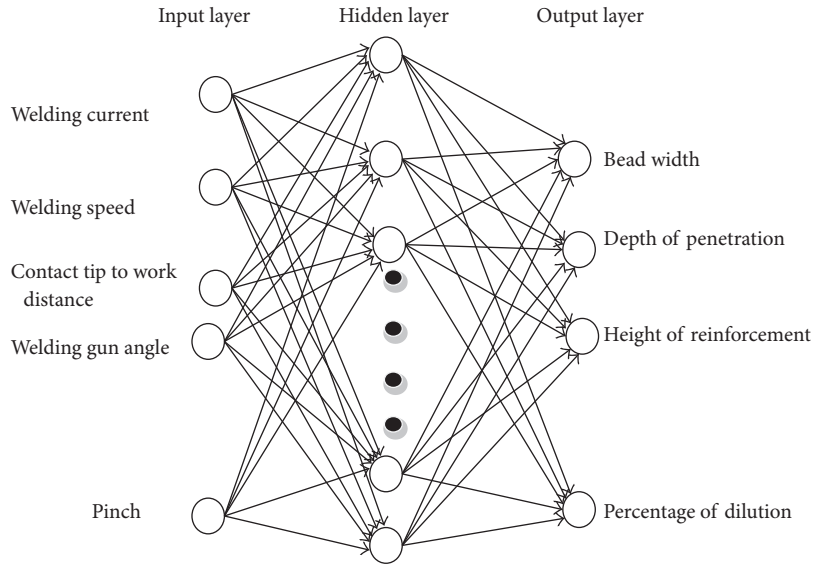 Input layer
Hidden layer
Output layer
Welding current
Welding speed
Contact tip to work
distance
Welding gun angle
Pinch
Bead width
Depth of penetration
Height of reinforcement
Percentage of dilution